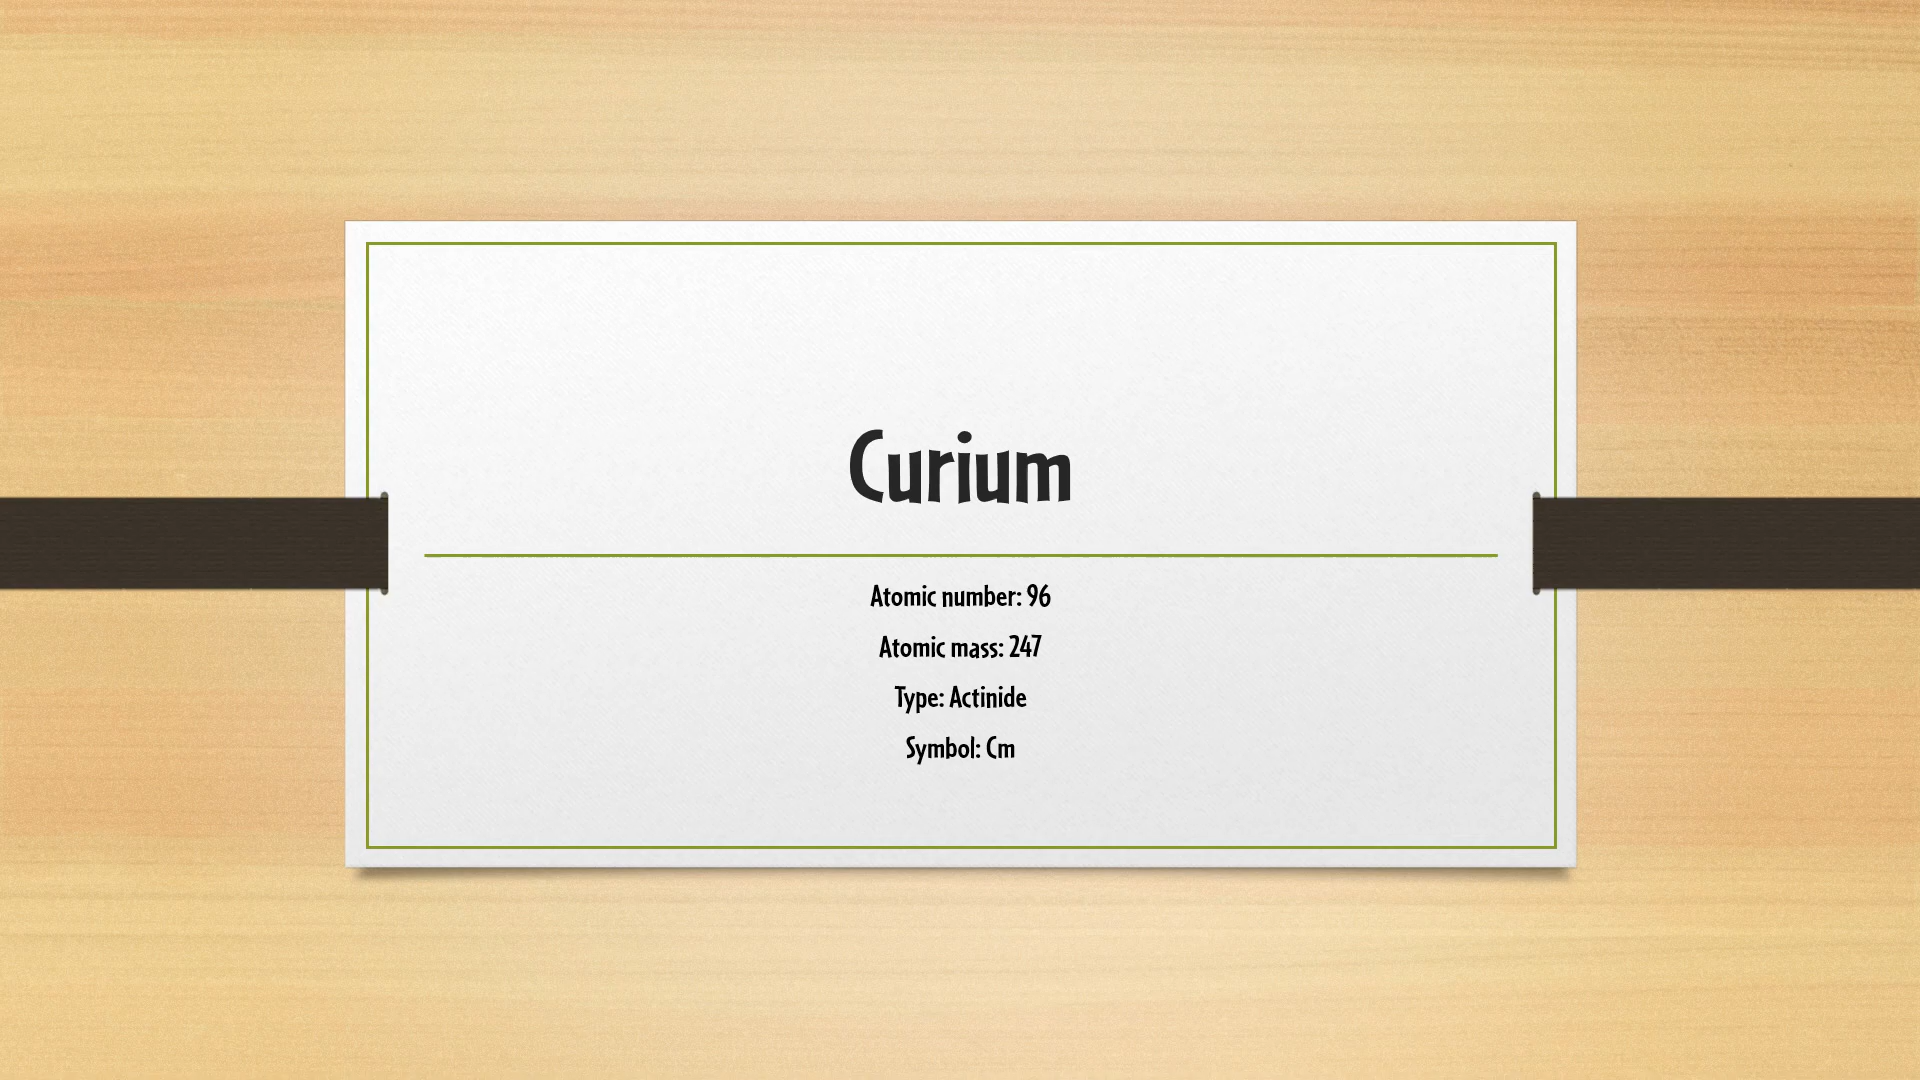 Curium
Atomic number: 96
Atomic mass: 247
Type: Actinide
Symbol: Cm